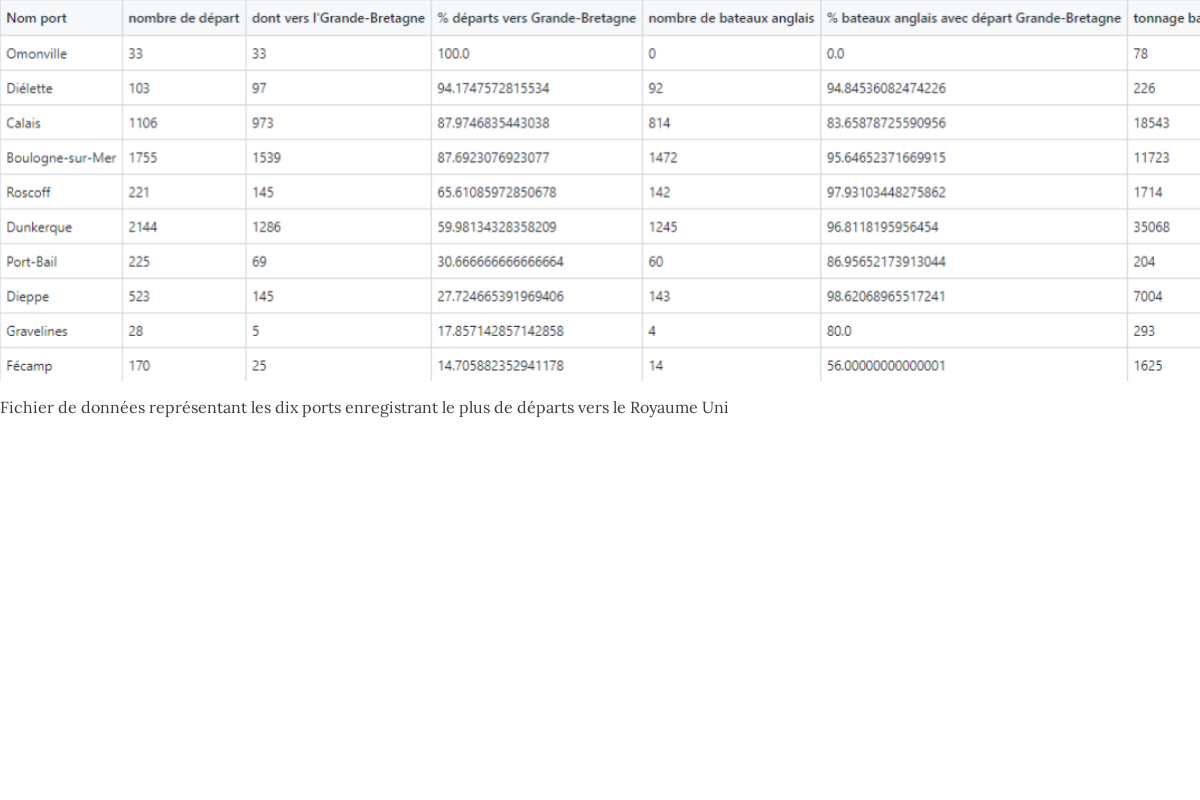 Nom port nombre de départ dont vers l'Grande-Bretagne % départs vers Grande-Bretagne nombre de bateaux anglais % bateaux anglais avec départ Grande-Bretagne tonnage ba
Omonville 33 33 100.0 0 0.0 78
Diélette 103 97 94.1747572815534 92 94.84536082474226 226
Calais 1106 973 87.9746835443038 814 83.65878725590956 18543
Boulogne-sur-Mer 1755 1539 87.6923076923077 1472 95.64652371669915 11723
Roscoff 221 145 65.61085972850678 142 97.93103448275862 1714
Dunkerque 2144 1286 59.98134328358209 1245 96.8118195956454 35068
Port-Bail 225 69 30.666666666666664 60 86.95652173913044 204
Dieppe 523 145 27.724665391969406 143 98.62068965517241 7004
Gravelines 28 5 17.857142857142858 4 80.0 293
Fécamp 170 25 14.705882352941178 14 56.00000000000001 1625
Fichier de données représentant les dix ports enregistrant le plus de départs vers le Royaume Uni